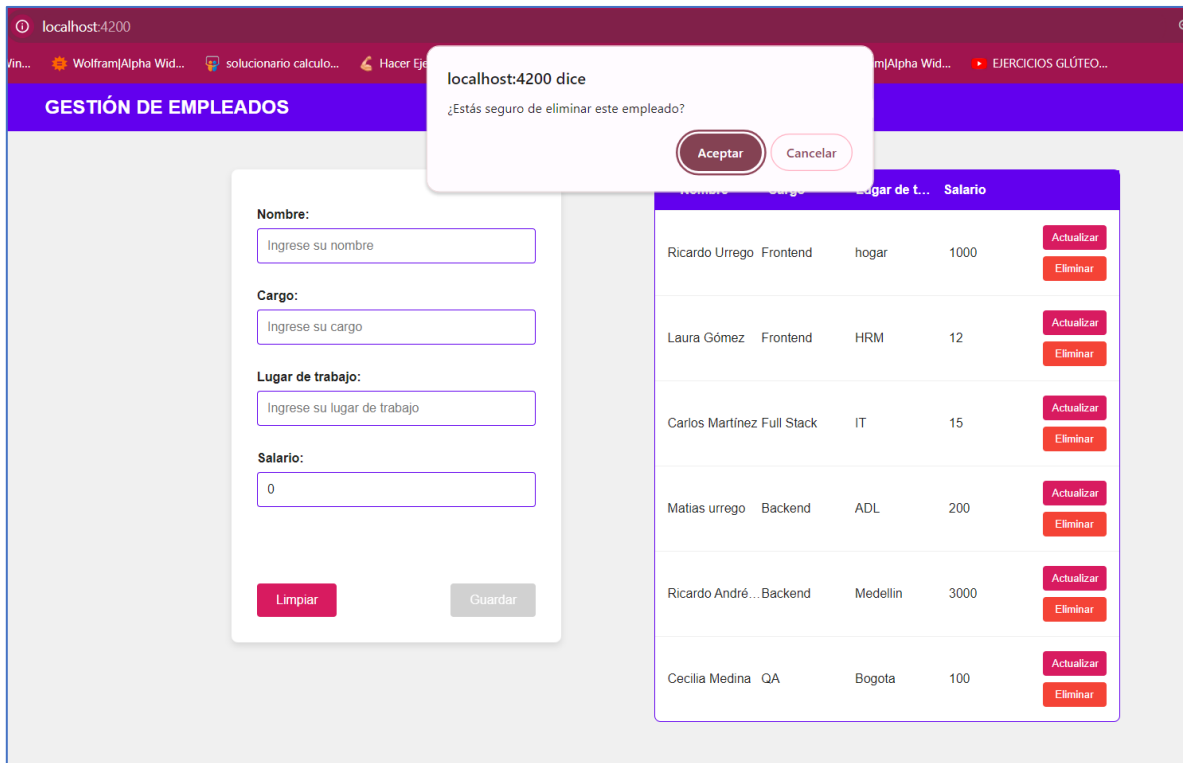 localhost:4200
Win... Wolfram|Alpha Wid... solucionario calculo... Hacer Eje m|Alpha Wid... EJERCICIOS GLÚTEO...
localhost:4200 dice
¿Estás seguro de eliminar este empleado?
Aceptar Cancelar
GESTIÓN DE EMPLEADOS
Nombre:
Ingrese su nombre
Cargo:
Ingrese su cargo
Lugar de trabajo:
Ingrese su lugar de trabajo
Salario:
0
Limpiar Guardar
Nombre Cargo Lugar de t... Salario
Ricardo Urrego Frontend hogar 1000 Actualizar
Eliminar
Laura Gómez Frontend HRM 12 Actualizar
Eliminar
Carlos Martínez Full Stack IT 15 Actualizar
Eliminar
Matias urrego Backend ADL 200 Actualizar
Eliminar
Ricardo André... Backend Medellin 3000 Actualizar
Eliminar
Cecilia Medina QA Bogota 100 Actualizar
Eliminar